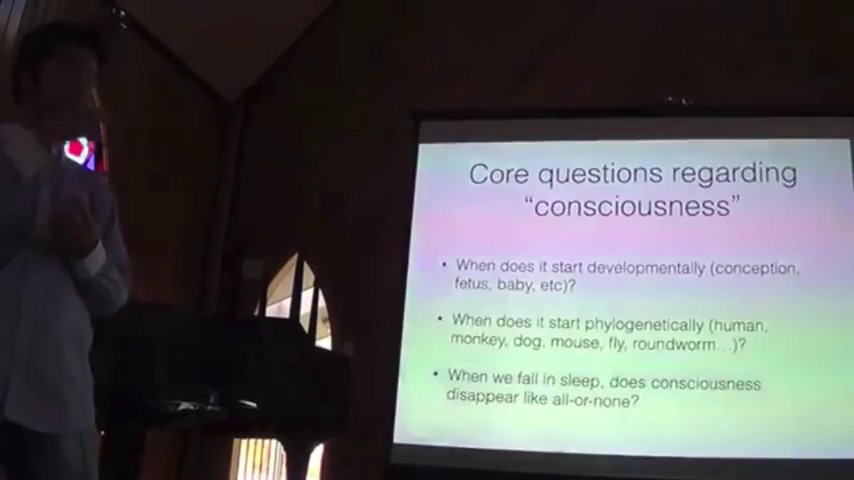 Core questions regarding
“consciousness”
• When does it start developmentally (conception,
fetus, baby, etc)?
• When does it start phylogenetically (human,
monkey, dog, mouse, fly, roundworm…)?
• When we fall in sleep, does consciousness
disappear like all-or-none?